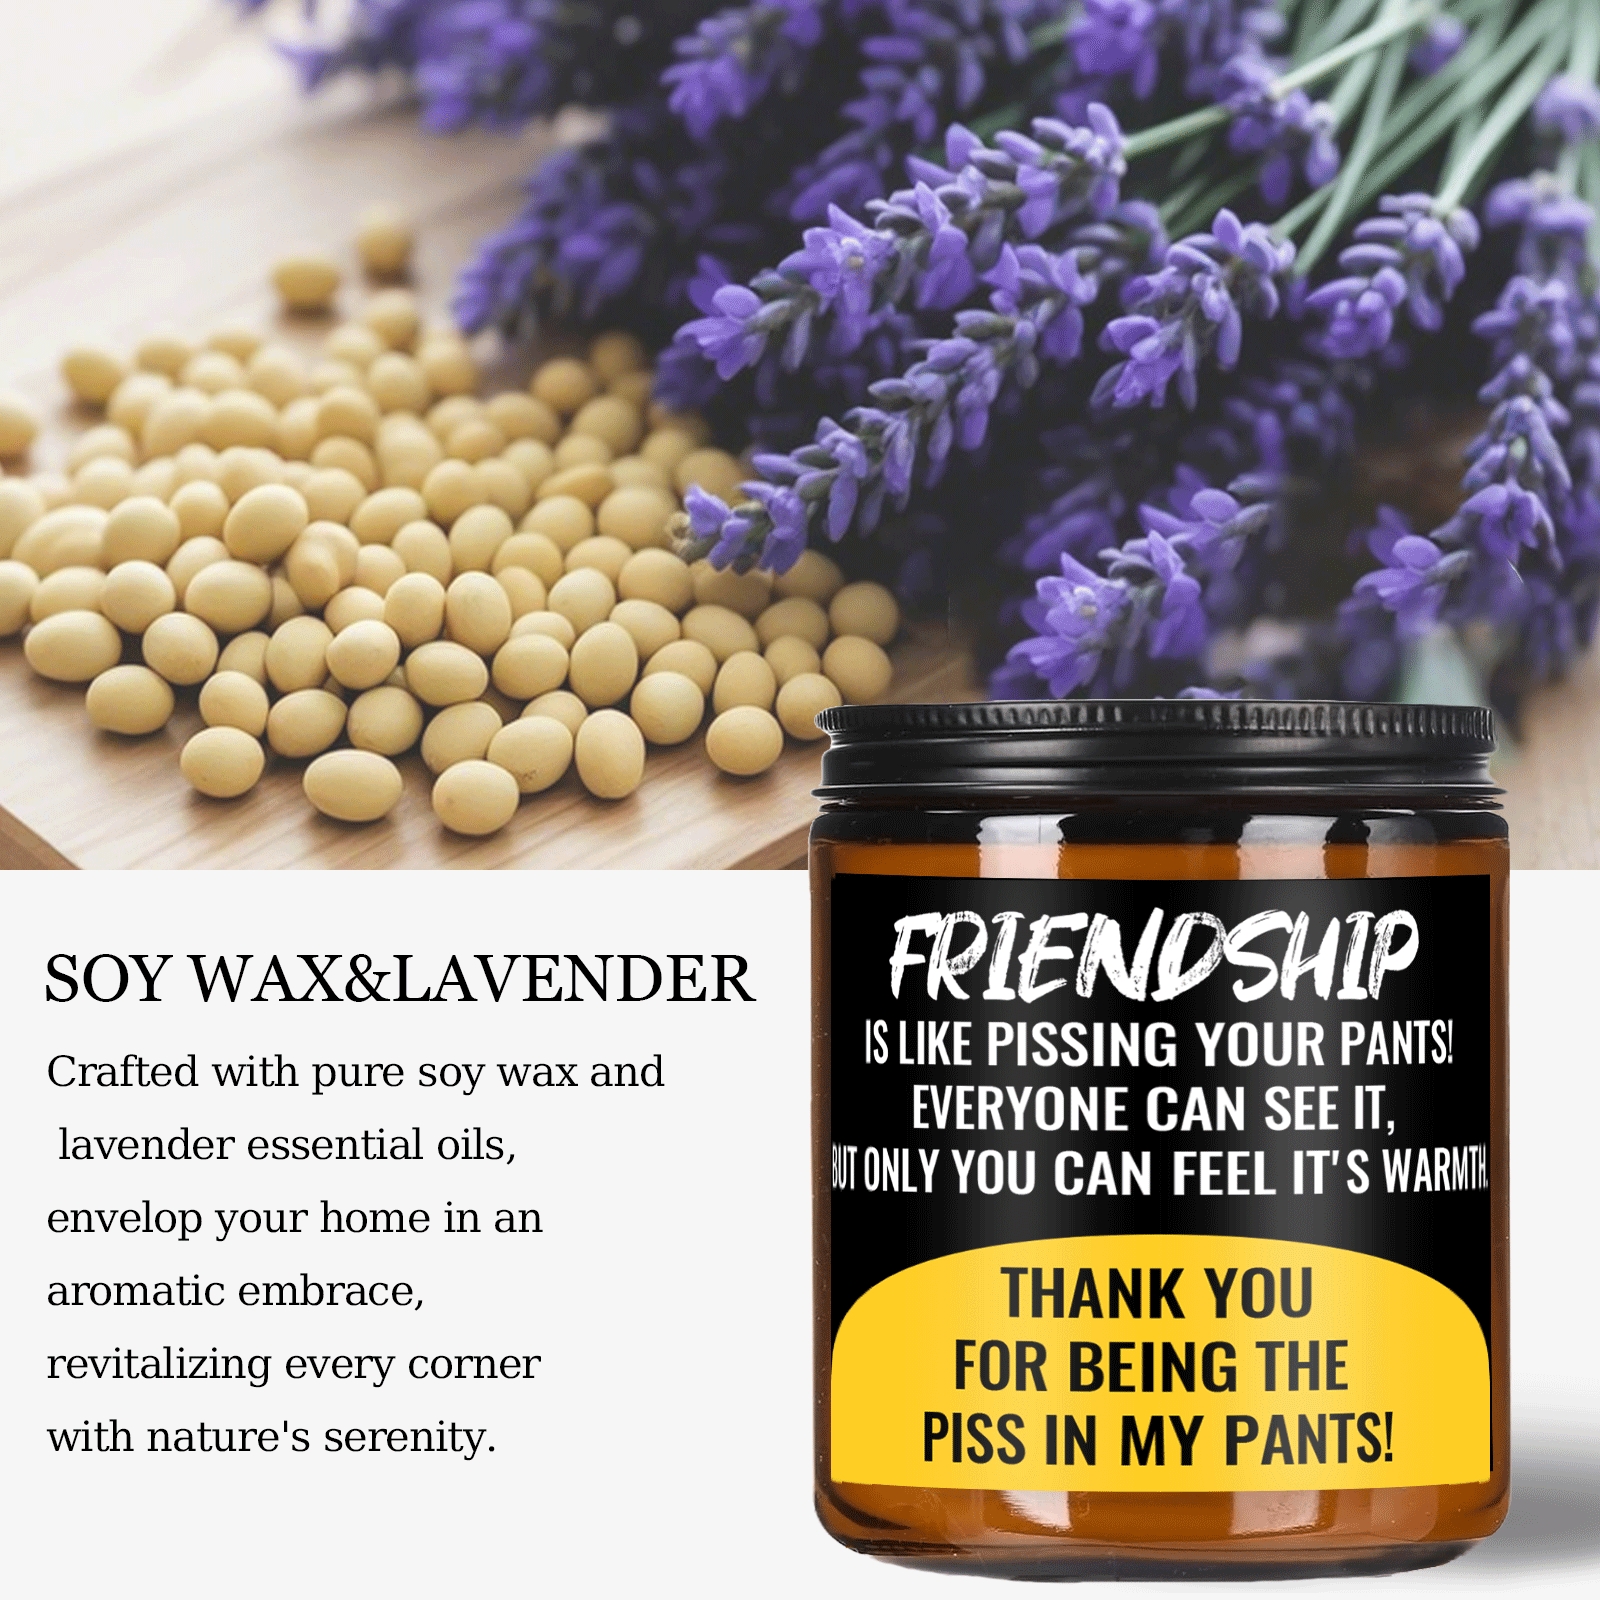 SOY WAX&LAVENDER
Crafted with pure soy wax and
lavender essential oils,
envelop your home in an
aromatic embrace,
revitalizing every corner
with nature's serenity.
FRIENDSHIP
IS LIKE PISSING YOUR PANTS!
EVERYONE CAN SEE IT,
BUT ONLY YOU CAN FEEL IT'S WARMTH.
THANK YOU
FOR BEING THE
PISS IN MY PANTS!